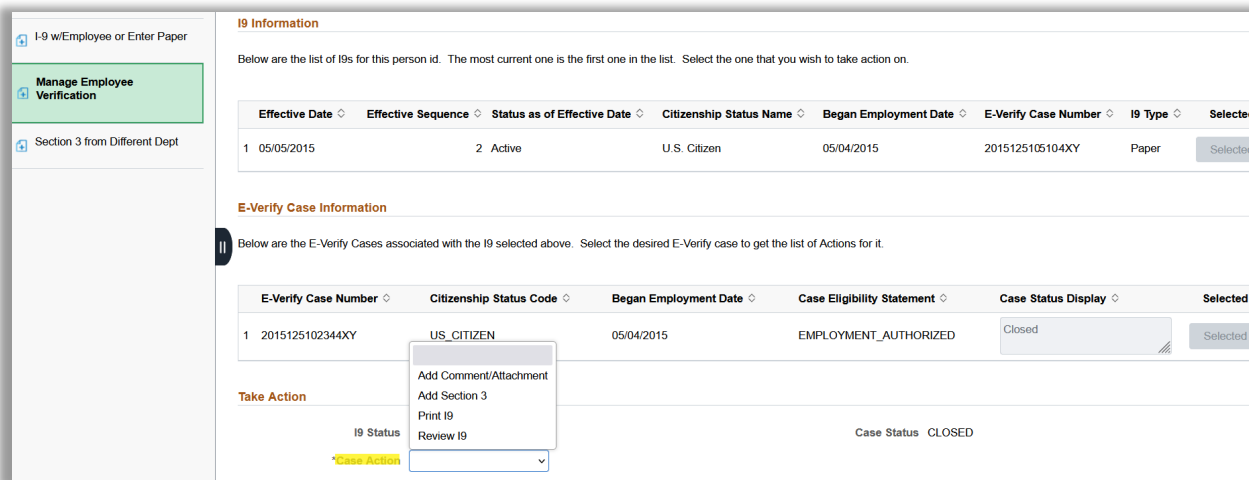 I-9 w/Employee or Enter Paper
Manage Employee
Verification
Section 3 from Different Dept
I9 Information
Below are the list of I9s for this person id. The most current one is the first one in the list. Select the one that you wish to take action on.
Effective Date Effective Sequence Status as of Effective Date Citizenship Status Name Began Employment Date E-Verify Case Number I9 Type Selected
1 05/05/2015 2 Active U.S. Citizen 05/04/2015 2015125105104XY Paper Selected
E-Verify Case Information
Below are the E-Verify Cases associated with the I9 selected above. Select the desired E-Verify case to get the list of Actions for it.
E-Verify Case Number Citizenship Status Code Began Employment Date Case Eligibility Statement Case Status Display Selected
1 2015125102344XY US_CITIZEN 05/04/2015 EMPLOYMENT_AUTHORIZED Closed Selected
Add Comment/Attachment
Add Section 3
Print I9
Review I9
Take Action
I9 Status Case Status CLOSED
*Case Action